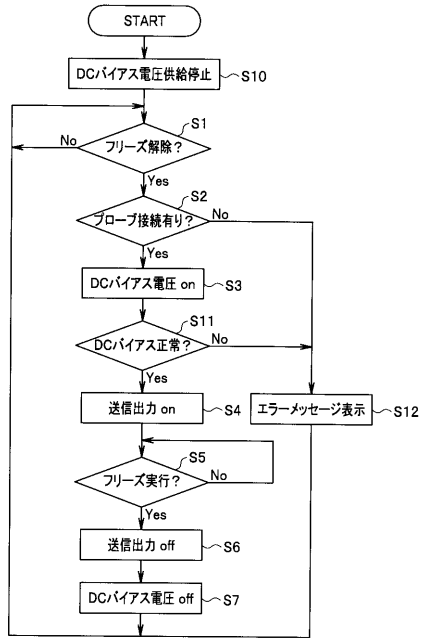 START
DCバイアス電圧供給停止
S10
S1
フリーズ解除?
No
Yes
S2
プローブ接続有り?
No
Yes
DCバイアス電圧 on
S3
S11
DCバイアス正常?
No
Yes
送信出力 on
S4
エラーメッセージ表示
S12
S5
フリーズ実行?
No
Yes
送信出力 off
S6
DCバイアス電圧 off
S7